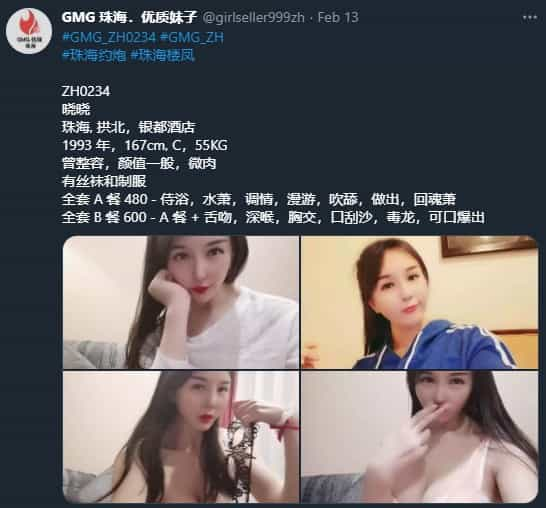 GMG 珠海．优质妹子 @girlseller999zh · Feb 13
#GMG_ZH0234 #GMG_ZH
#珠海约炮 #珠海楼凤
ZH0234
晓晓
珠海, 拱北，银都酒店
1993 年，167cm, C，55KG
曾整容，颜值一般，微肉
有丝袜和制服
全套 A 餐 480 - 侍浴，水萧，调情，漫游，吹舔，做出，回魂萧
全套 B 餐 600 - A 餐 + 舌吻，深喉，胸交，口刮沙，毒龙，可口爆出